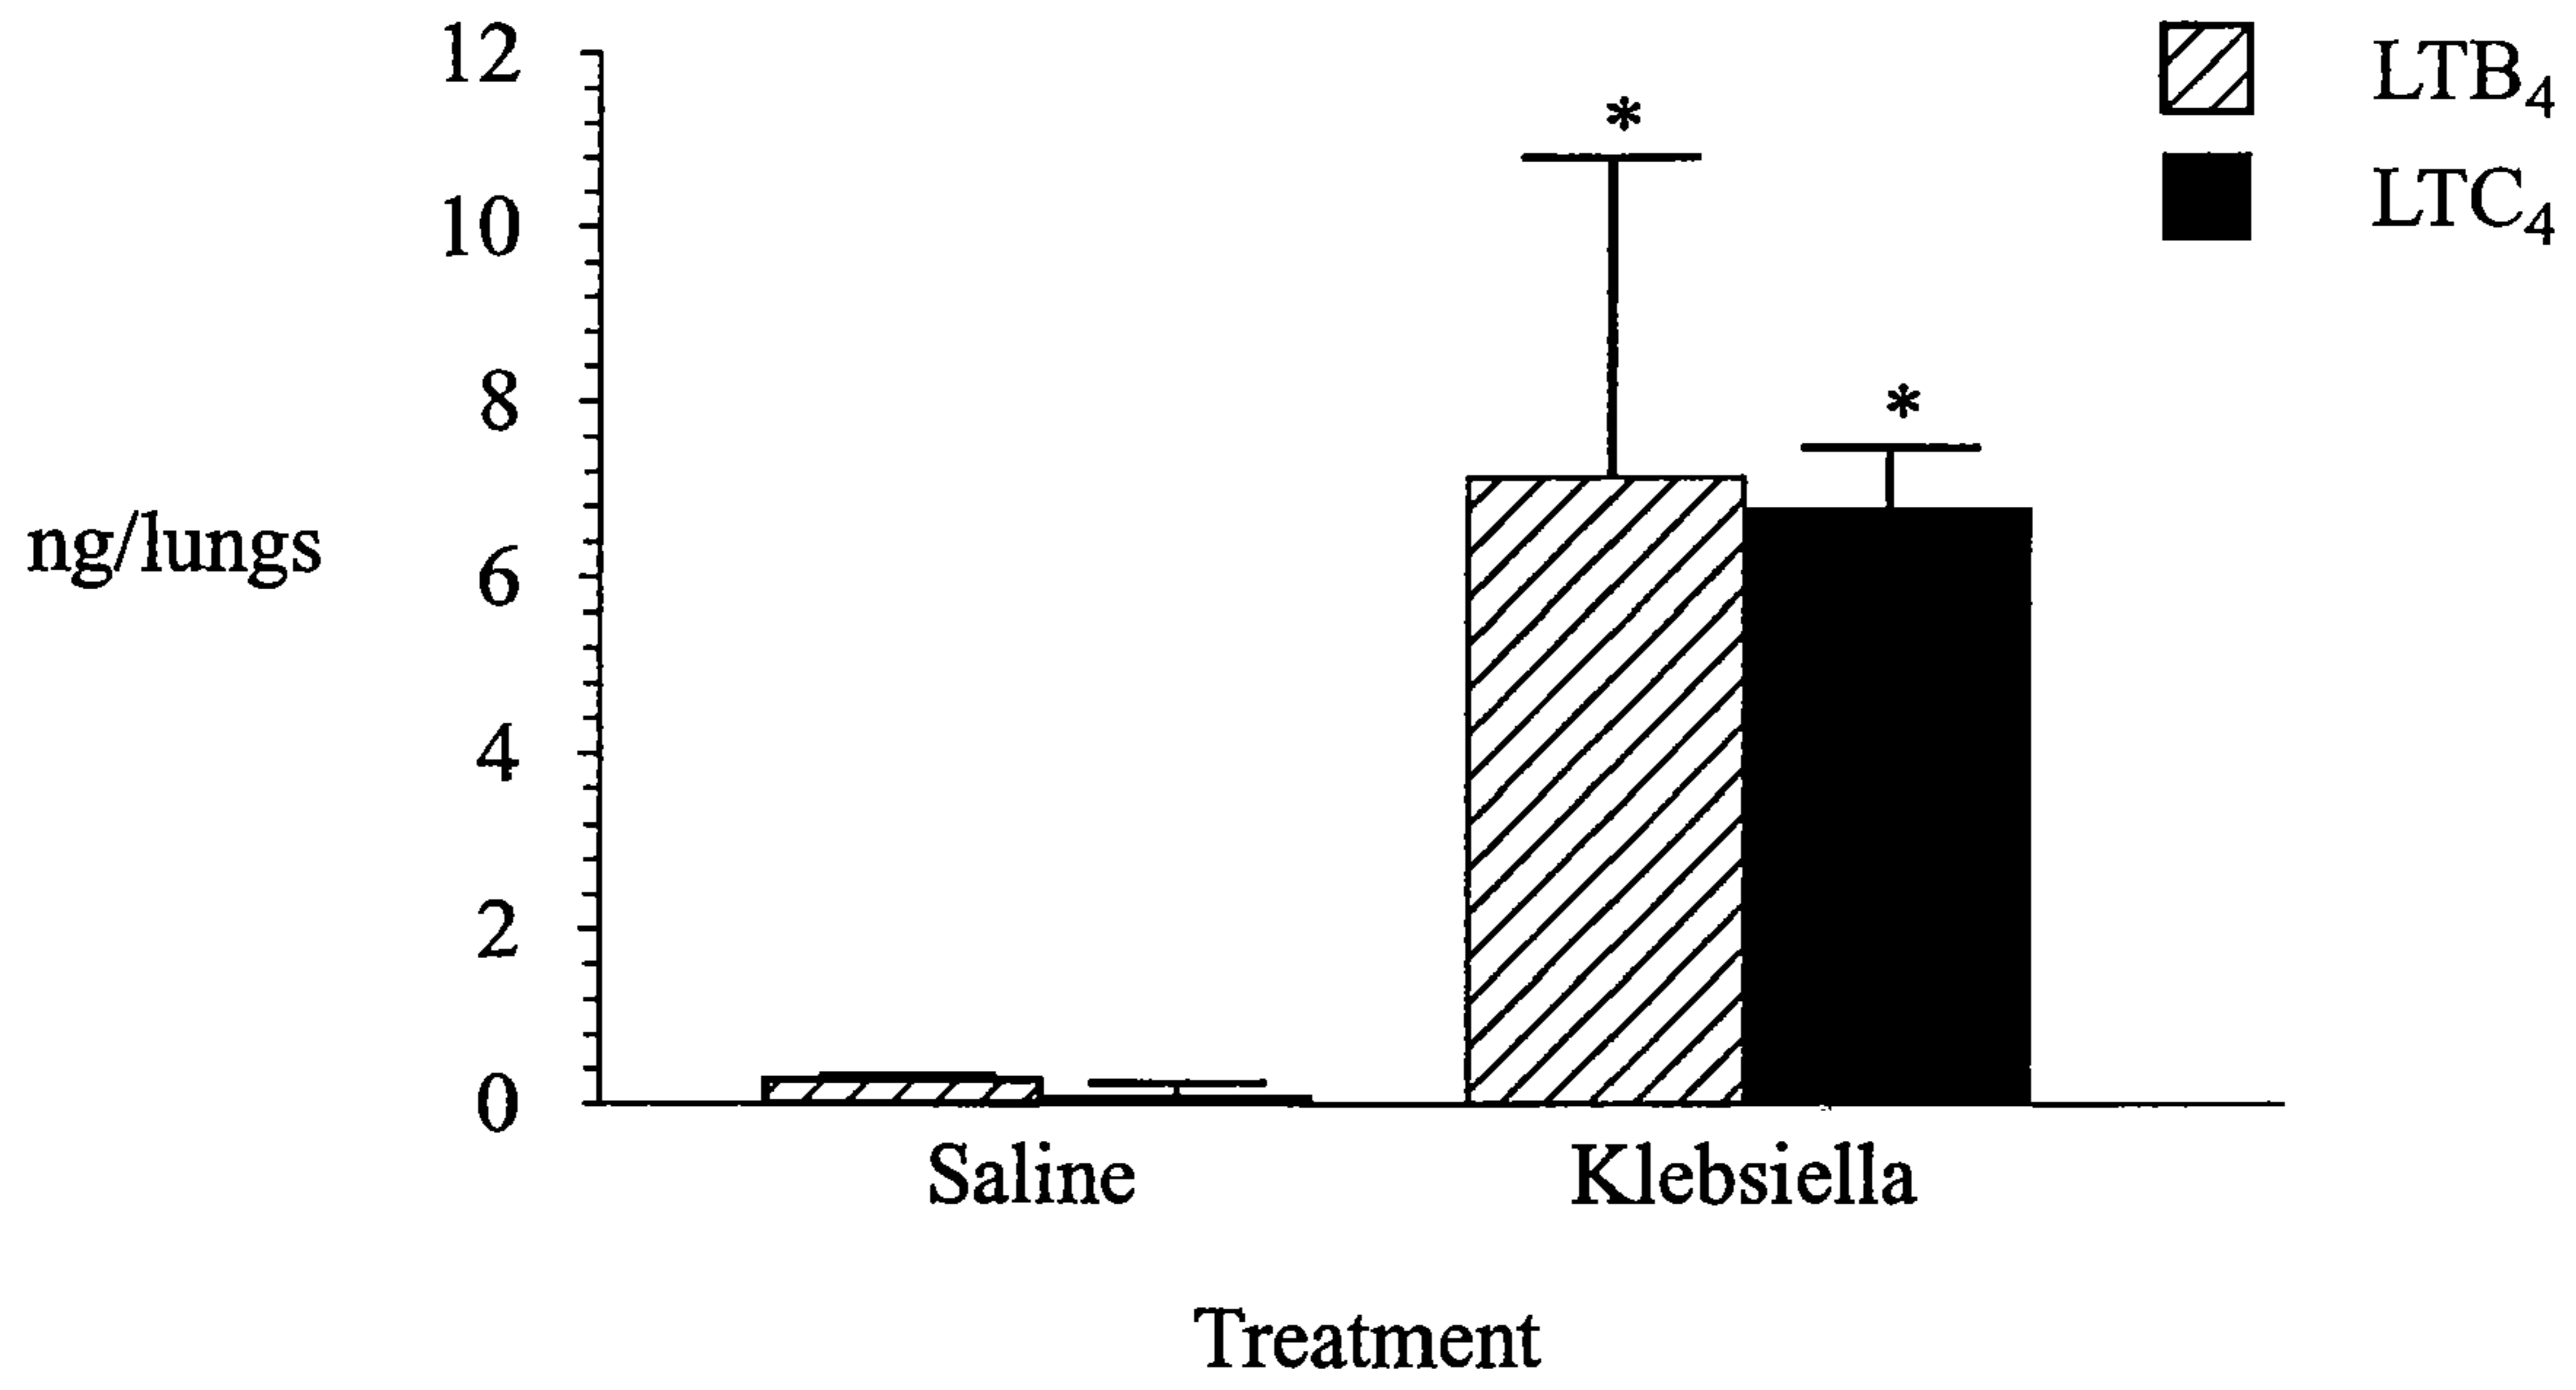 12
10
8
6
4
2
0
ng/lungs
*
*
LTB₄
LTC₄
Saline
Klebsiella
Treatment